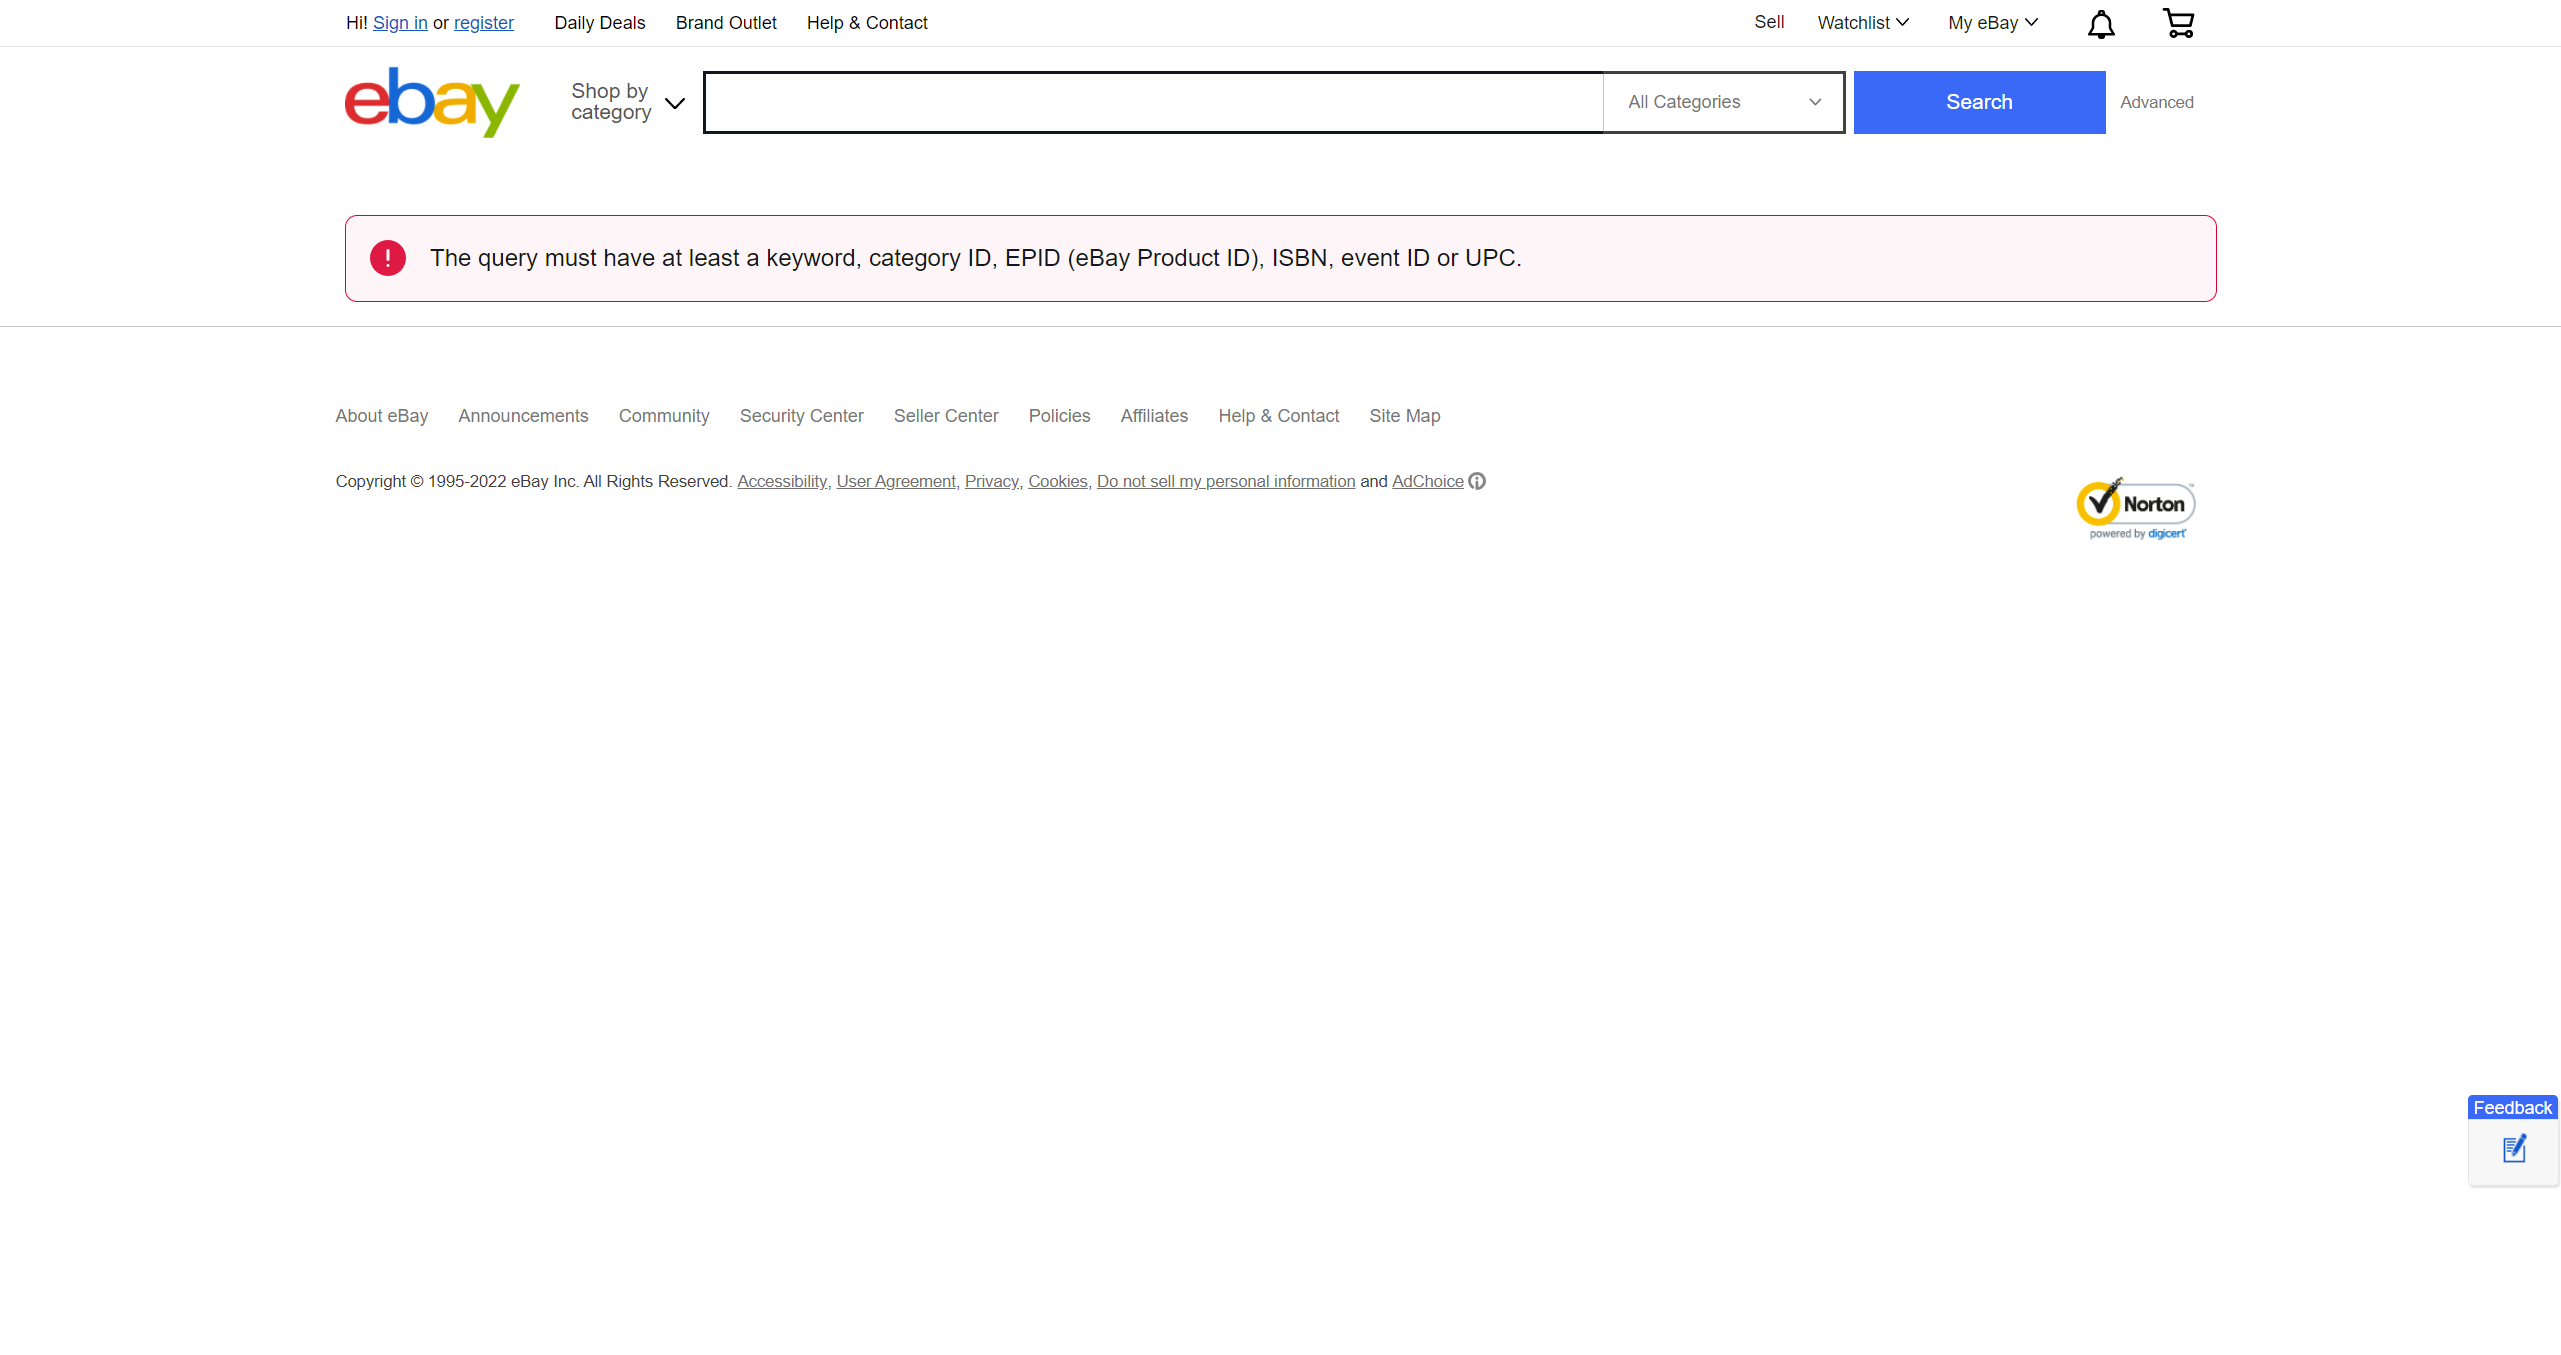 Hi! Sign in or register Daily Deals Brand Outlet Help & Contact Sell Watchlist My eBay
ebay
Shop by
category
All Categories
Search
Advanced
The query must have at least a keyword, category ID, EPID (eBay Product ID), ISBN, event ID or UPC.
About eBay Announcements Community Security Center Seller Center Policies Affiliates Help & Contact Site Map
Copyright © 1995-2022 eBay Inc. All Rights Reserved. Accessibility, User Agreement, Privacy, Cookies, Do not sell my personal information and AdChoice
Norton
powered by digicert
Feedback